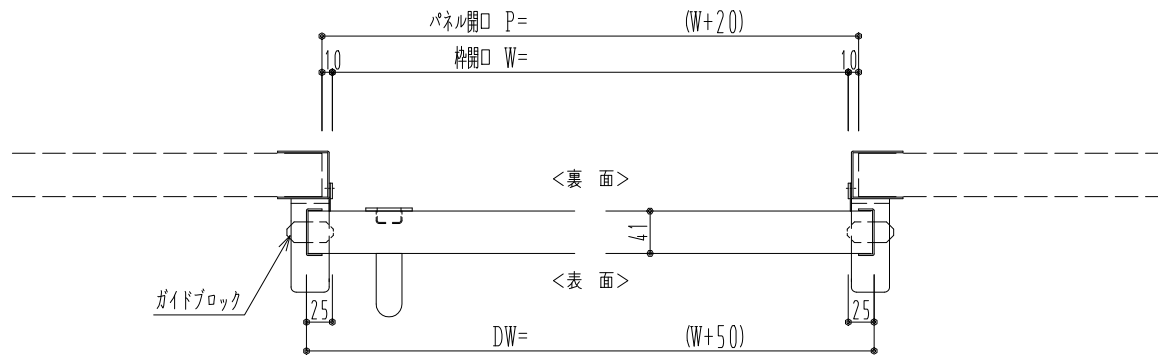 パネル開口 P= (W+20)
10 枠開口 W= 10
<裏 面>
41
<表 面>
ガイドブロック
25 25
DW= (W+50)